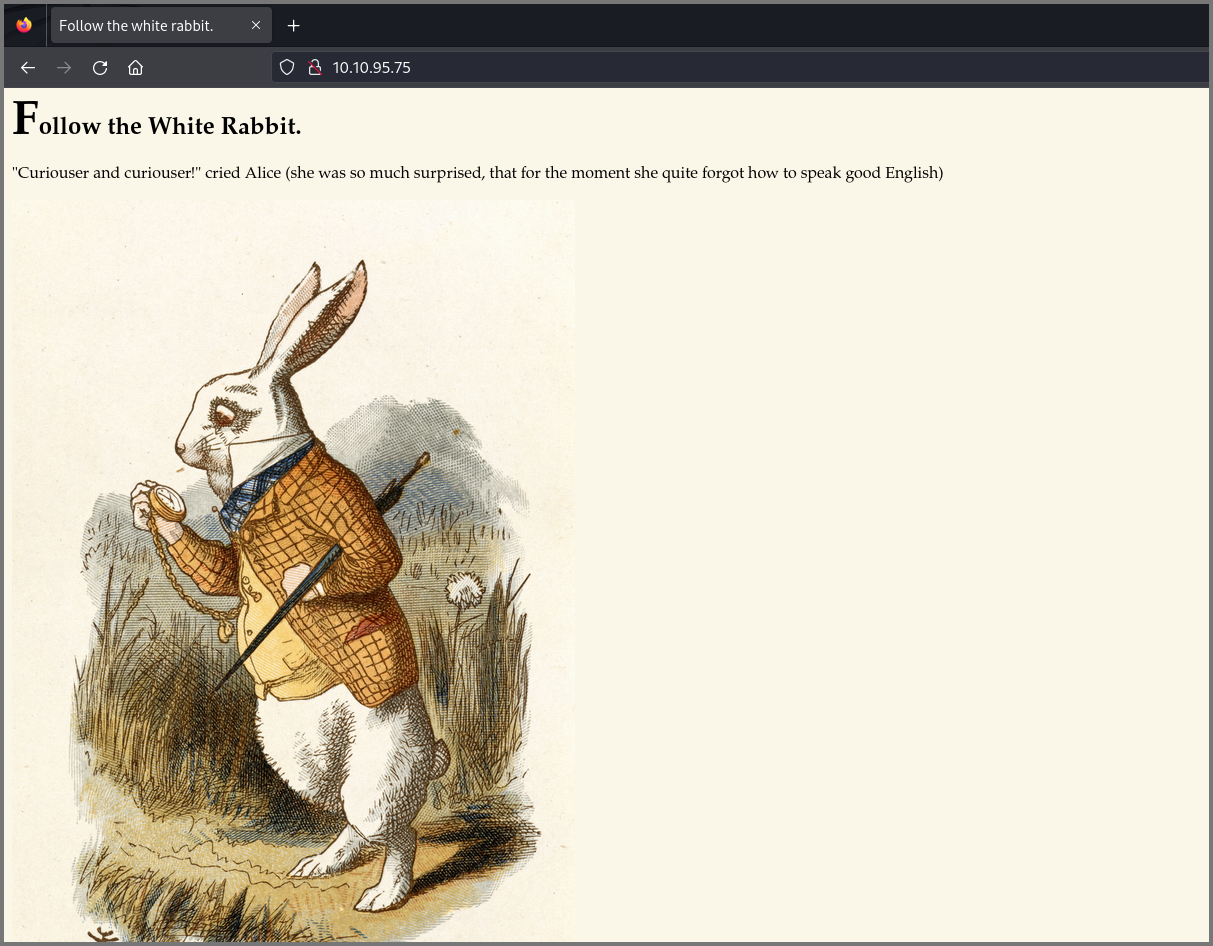 Follow the white rabbit.
10.10.95.75
Follow the White Rabbit.
"Curiouser and curiouser!" cried Alice (she was so much surprised, that for the moment she quite forgot how to speak good English)